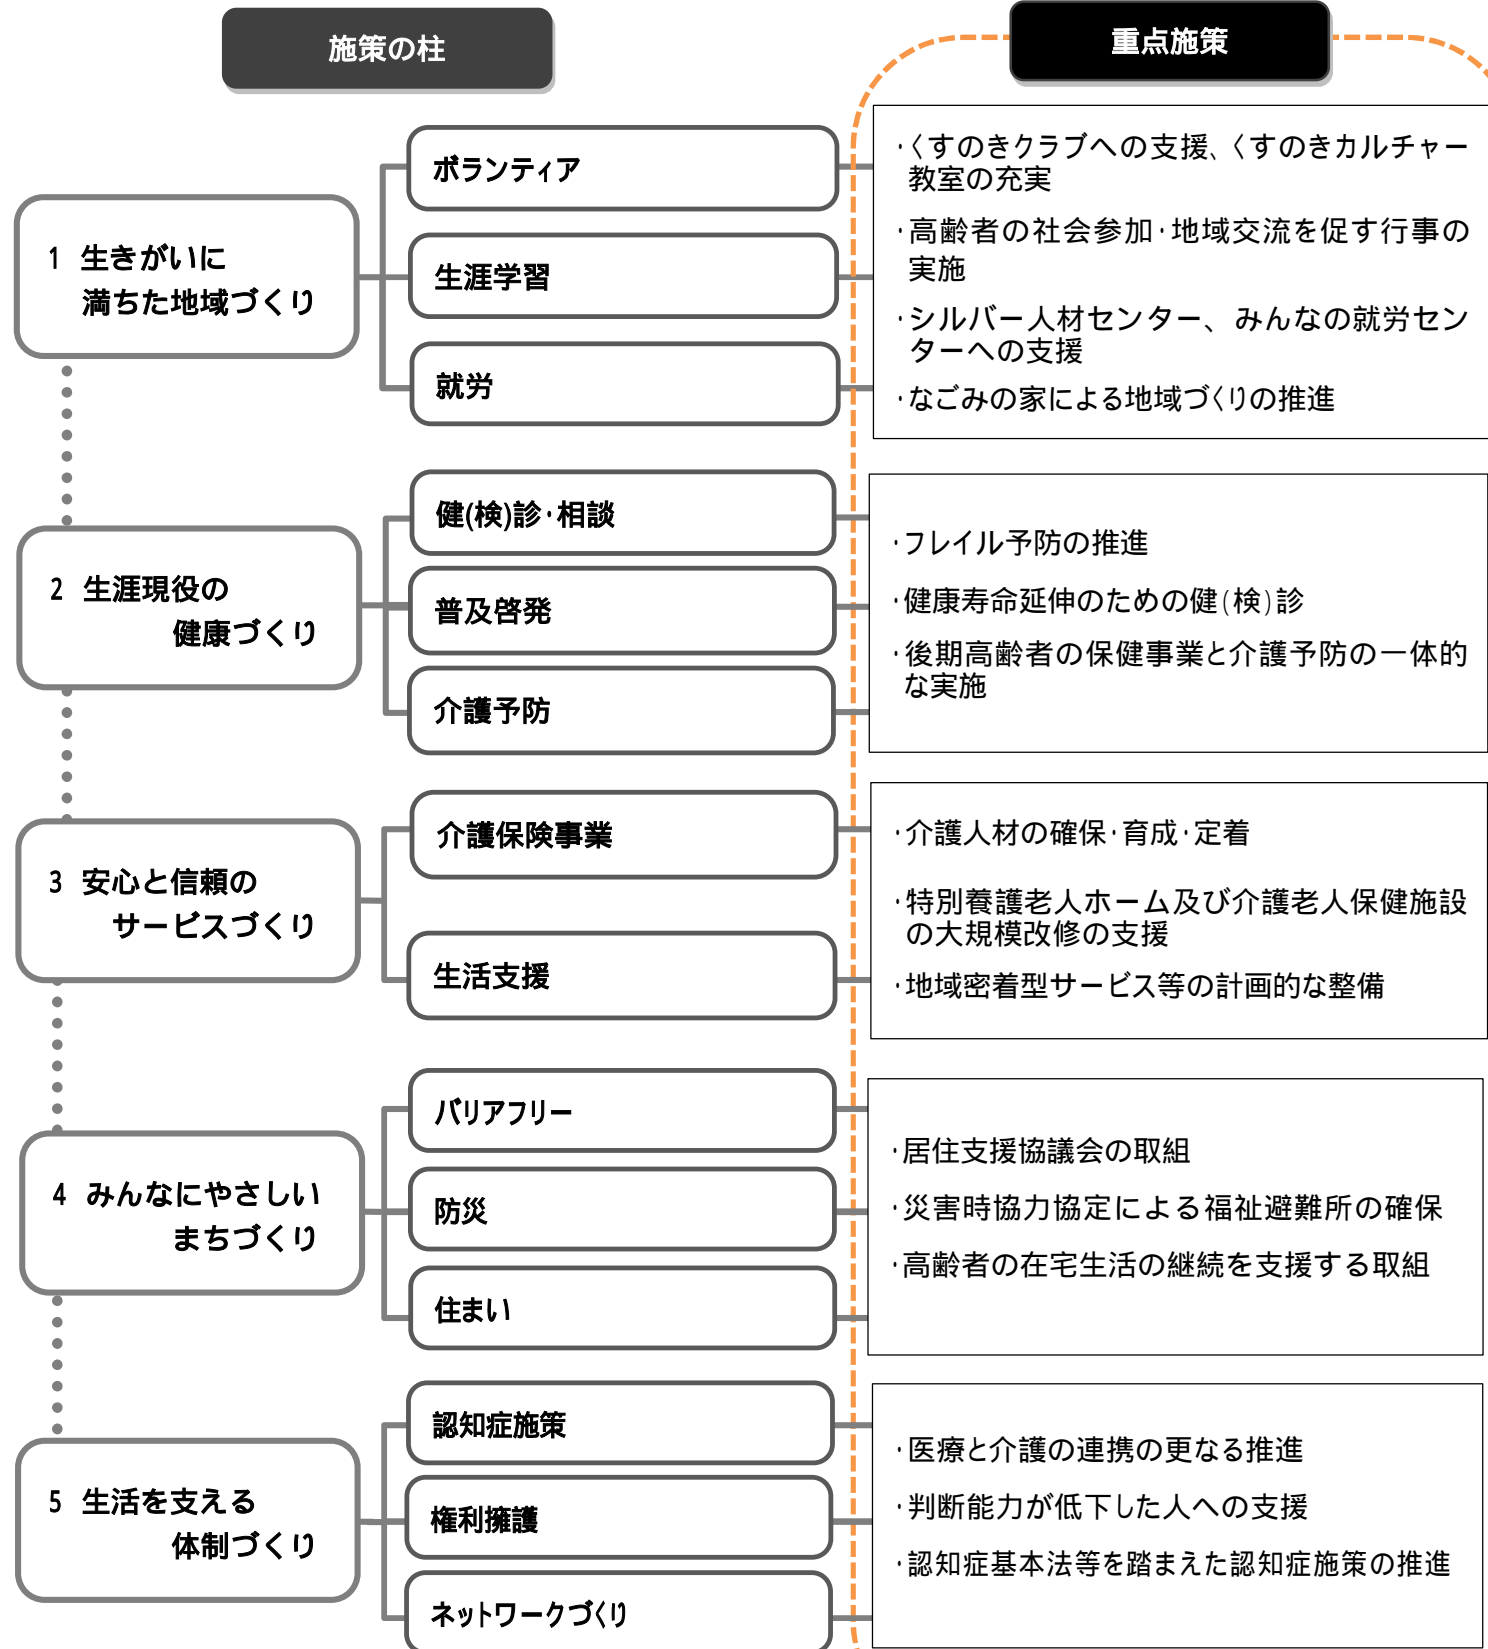 施策の柱
重点施策
1 生きがいに
満ちた地域づくり
ボランティア
生涯学習
就労
・くすのきクラブへの支援、くすのきカルチャー
教室の充実
・高齢者の社会参加・地域交流を促す行事の
実施
・シルバー人材センター、みんなの就労セン
ターへの支援
・なごみの家による地域づくりの推進
2 生涯現役の
健康づくり
健(検)診・相談
普及啓発
介護予防
・フレイル予防の推進
・健康寿命延伸のための健(検)診
・後期高齢者の保健事業と介護予防の一体的
な実施
3 安心と信頼の
サービスづくり
介護保険事業
生活支援
・介護人材の確保・育成・定着
・特別養護老人ホーム及び介護老人保健施設
の大規模改修の支援
・地域密着型サービス等の計画的な整備
4 みんなにやさしい
まちづくり
バリアフリー
防災
住まい
・居住支援協議会の取組
・災害時協力協定による福祉避難所の確保
・高齢者の在宅生活の継続を支援する取組
5 生活を支える
体制づくり
認知症施策
権利擁護
ネットワークづくり
・医療と介護の連携の更なる推進
・判断能力が低下した人への支援
・認知症基本法等を踏まえた認知症施策の推進